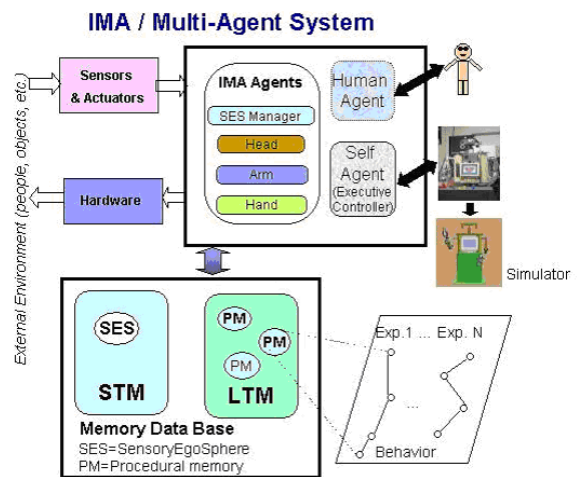 IMA / Multi-Agent System
External Environment (people, objects, etc.)
Sensors
& Actuators
Hardware
IMA Agents
SES Manager
Head
Arm
Hand
Human
Agent
Self
Agent
(Executive
Controller)
Simulator
SES
STM
PM
PM
PM
LTM
Memory Data Base
SES=SensoryEgoSphere
PM=Procedural memory
Exp.1 ... Exp. N
...
Behavior